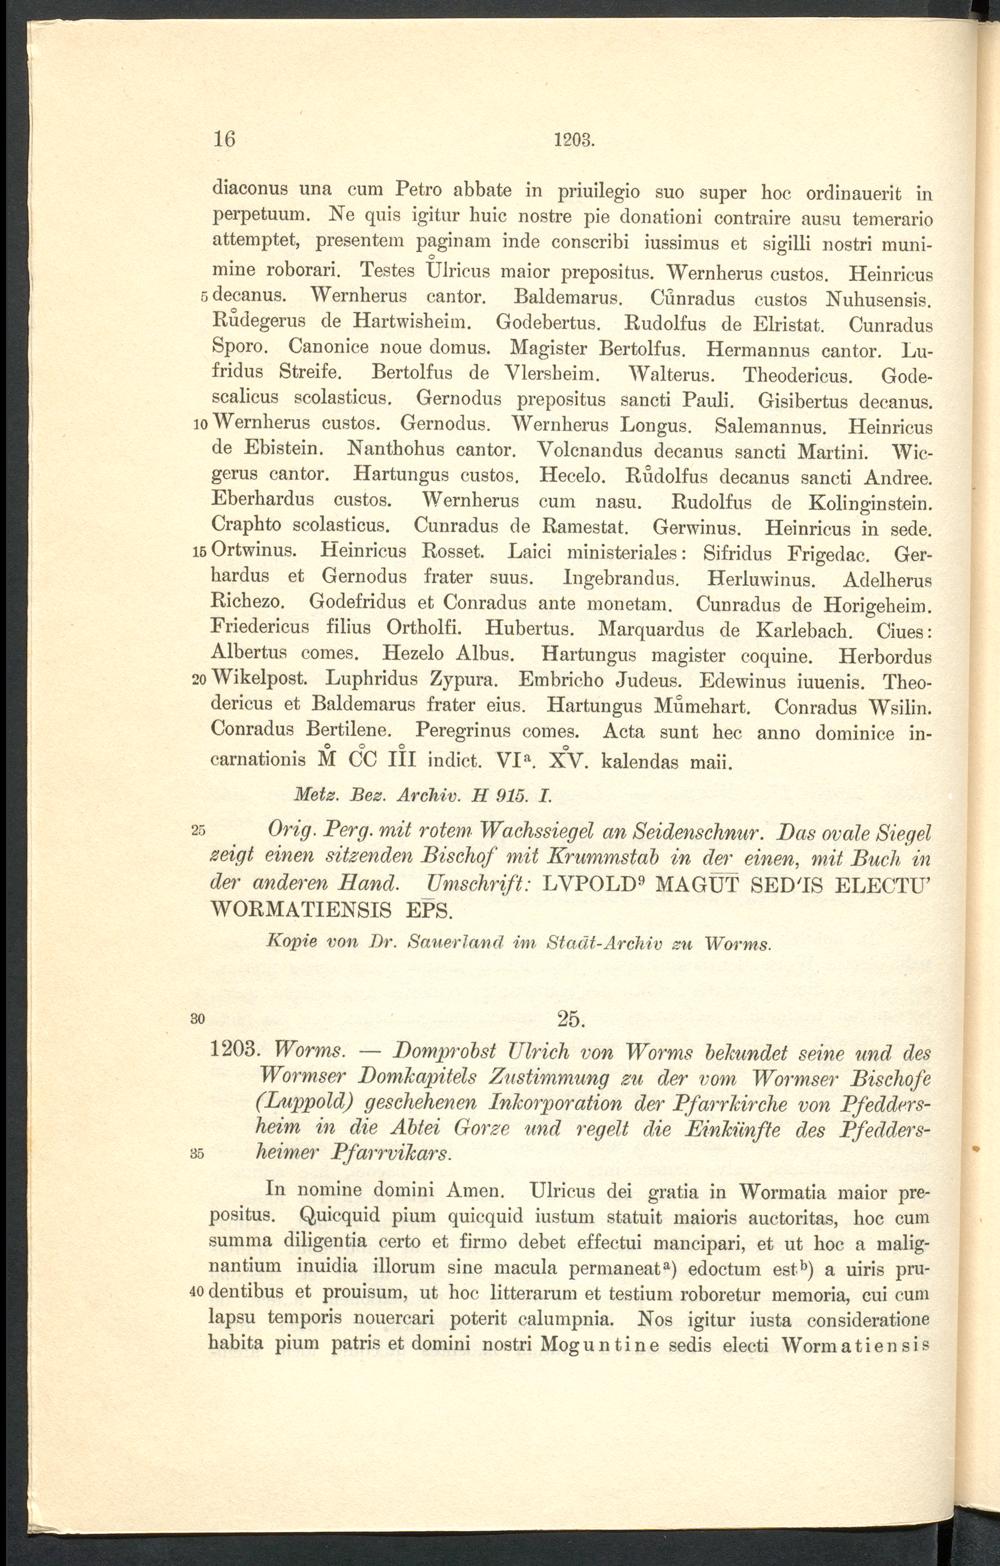 16 1203.
diaconus una cum Petro abbate in priuilegio suo super hoc ordinauerit in
perpetuum. Ne quis igitur huic nostre pie donationi contraire ausu temerario
attemptet, presentem paginam inde conscribi iussimus et sigilli nostri muni-
mine roborari. Testes Ůlricus maior prepositus. Wernherus custos. Heinricus
5 decanus. Wernherus cantor. Baldemarus. Cůnradus custos Nuhusensis.
Růdegerus de Hartwisheim. Godebertus. Rudolfus de Elristat. Cunradus
Sporo. Canonice noue domus. Magister Bertolfus. Hermannus cantor. Lu-
fridus Streife. Bertolfus de Vlersheim. Walterus. Theodericus. Gode-
scalicus scolasticus. Gernodus prepositus sancti Pauli. Gisibertus decanus.
10 Wernherus custos. Gernodus. Wernherus Longus. Salemannus. Heinricus
de Ebistein. Nanthohus cantor. Volcnandus decanus sancti Martini. Wic-
gerus cantor. Hartungus custos. Hecelo. Růdolfus decanus sancti Andree.
Eberhardus custos. Wernherus cum nasu. Rudolfus de Kolinginstein.
Craphto scolasticus. Cunradus de Ramestat. Gerwinus. Heinricus in sede.
15 Ortwinus. Heinricus Rosset. Laici ministeriales: Sifridus Frigedac. Ger-
hardus et Gernodus frater suus. Ingebrandus. Herluwinus. Adelherus
Richezo. Godefridus et Conradus ante monetam. Cunradus de Horigeheim.
Friedericus filius Ortholfi. Hubertus. Marquardus de Karlebach. Ciues:
Albertus comes. Hezelo Albus. Hartungus magister coquine. Herbordus
20 Wikelpost. Luphridus Zypura. Embricho Judeus. Edewinus iuuenis. Theo-
dericus et Baldemarus frater eius. Hartungus Můmehart. Conradus Wsilin.
Conradus Bertilene. Peregrinus comes. Acta sunt hec anno dominice in-
carnationis M̊ C̊C I̊II indict. VIᵃ. X̊V. kalendas maii.
Metz. Bez. Archiv. H 915. I.
25 Orig. Perg. mit rotem Wachssiegel an Seidenschnur. Das ovale Siegel
zeigt einen sitzenden Bischof mit Krummstab in der einen, mit Buch in
der anderen Hand. Umschrift: LVPOLD⁹ MAGU̅T̅ SED'IS ELECTU'
WORMATIENSIS EP̅S.
Kopie von Dr. Sauerland im Stadt-Archiv zu Worms.
30 25.
1203. Worms. — Domprobst Ulrich von Worms bekundet seine und des
Wormser Domkapitels Zustimmung zu der vom Wormser Bischofe
(Luppold) geschehenen Inkorporation der Pfarrkirche von Pfedders-
heim in die Abtei Gorze und regelt die Einkünfte des Pfedders-
35 heimer Pfarrvikars.
In nomine domini Amen. Ulricus dei gratia in Wormatia maior pre-
positus. Quicquid pium quicquid iustum statuit maioris auctoritas, hoc cum
summa diligentia certo et firmo debet effectui mancipari, et ut hoc a malig-
nantium inuidia illorum sine macula permaneatᵃ) edoctum estᵇ) a uiris pru-
40 dentibus et prouisum, ut hoc litterarum et testium roboretur memoria, cui cum
lapsu temporis nouercari poterit calumpnia. Nos igitur iusta consideratione
habita pium patris et domini nostri Moguntine sedis electi Wormatiensis